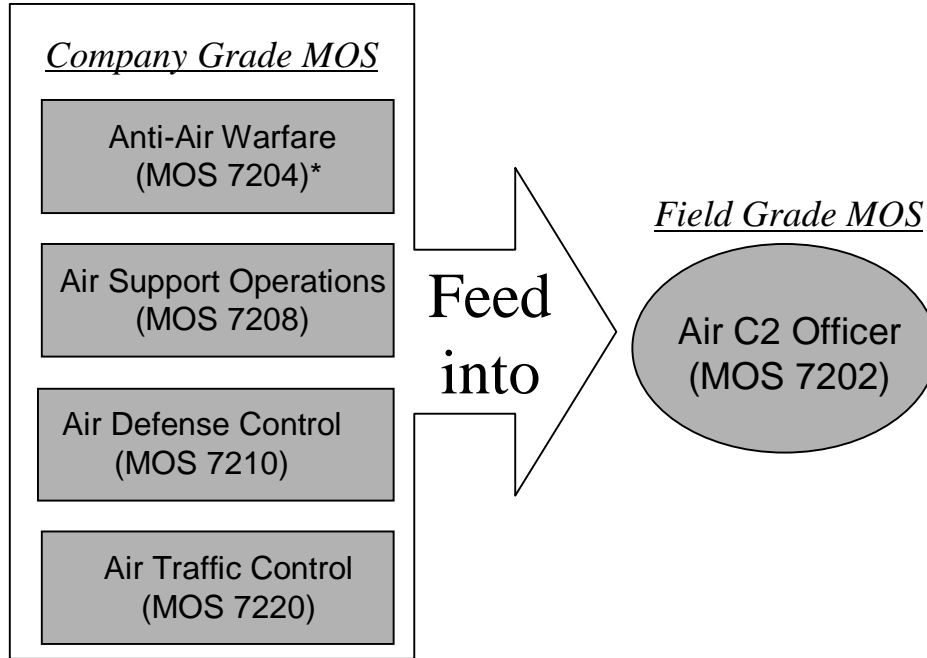 Company Grade MOS
Anti-Air Warfare
(MOS 7204)*
Air Support Operations
(MOS 7208)
Air Defense Control
(MOS 7210)
Air Traffic Control
(MOS 7220)
Feed
into
Field Grade MOS
Air C2 Officer
(MOS 7202)